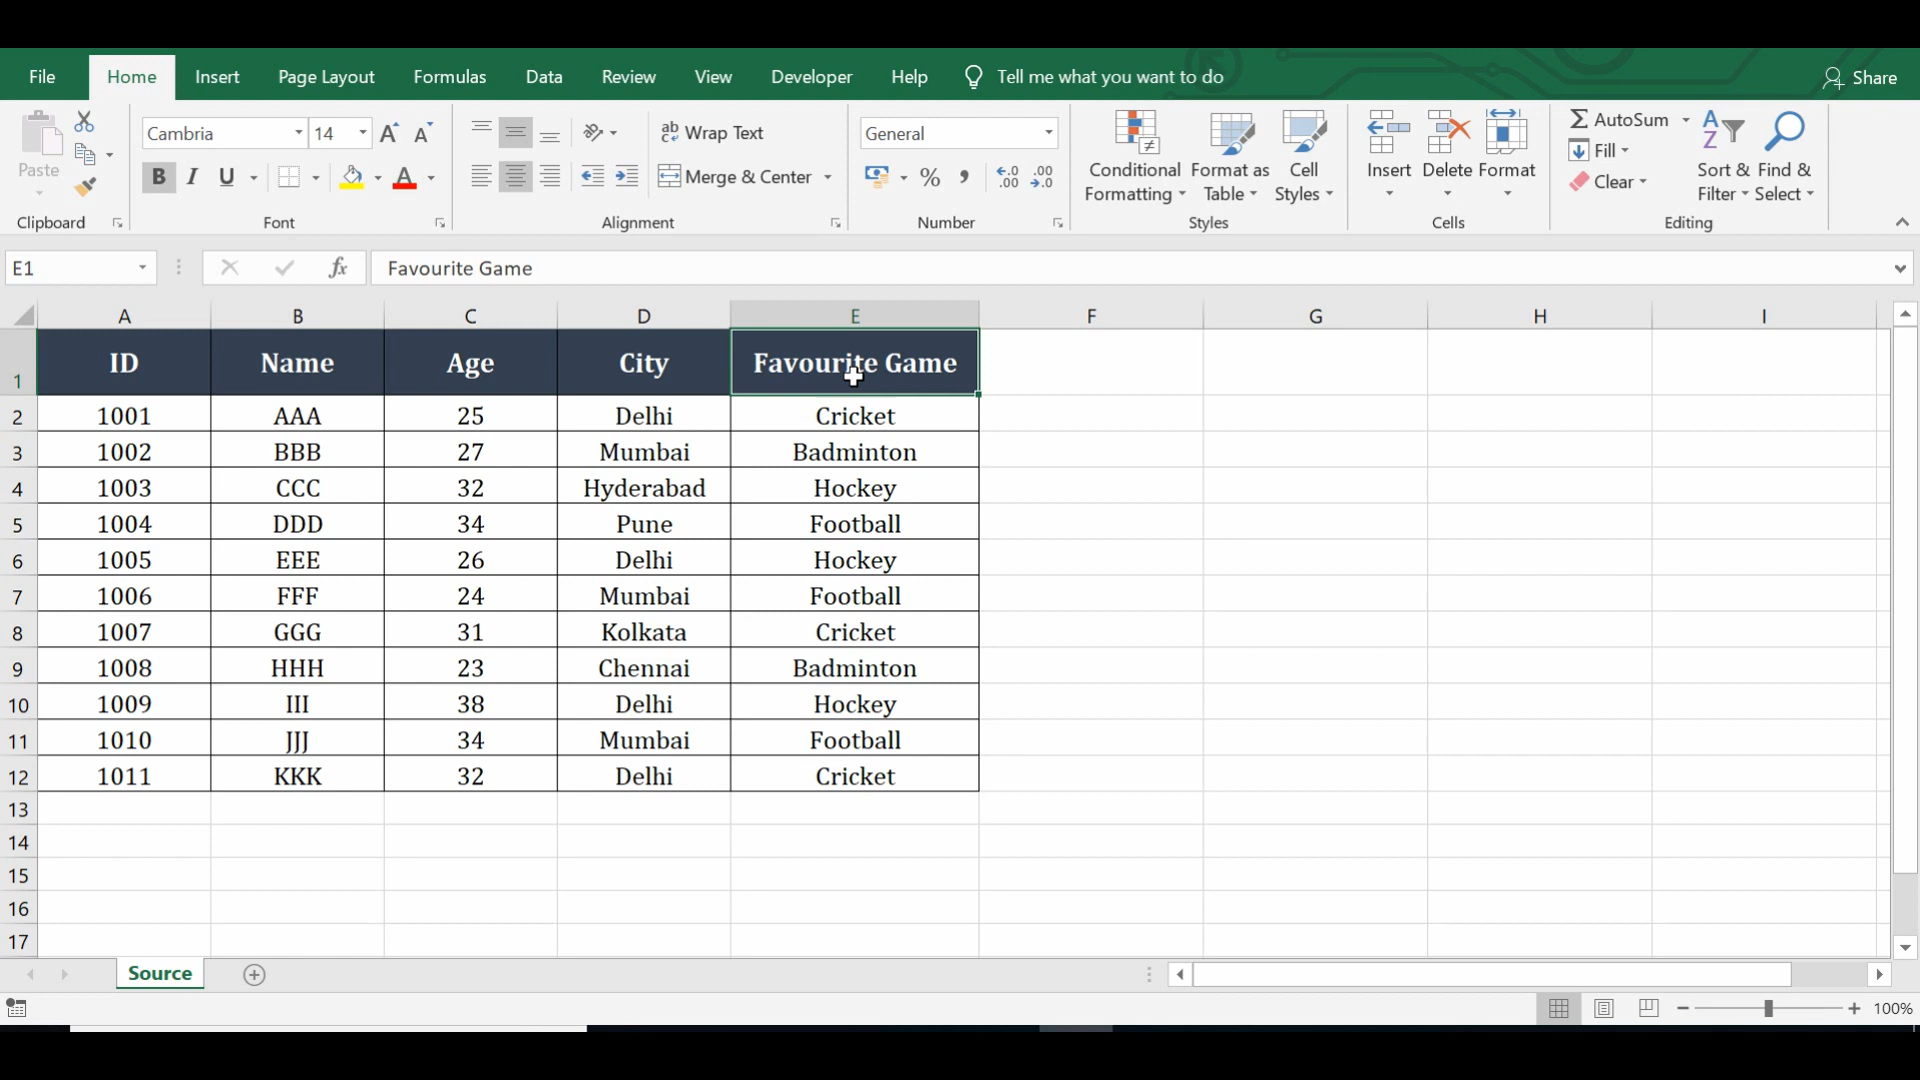 File Home Insert Page Layout Formulas Data Review View Developer Help Tell me what you want to do Share
Paste
Clipboard
Cambria 14
B I U
Font
Wrap Text
Merge & Center
Alignment
General
Number
Conditional Formatting
Format as Table
Cell Styles
Styles
Insert Delete Format
Cells
AutoSum
Fill
Clear
Sort & Filter
Find & Select
Editing
E1 fx Favourite Game
A B C D E F G H I
1 ID Name Age City Favourite Game
2 1001 AAA 25 Delhi Cricket
3 1002 BBB 27 Mumbai Badminton
4 1003 CCC 32 Hyderabad Hockey
5 1004 DDD 34 Pune Football
6 1005 EEE 26 Delhi Hockey
7 1006 FFF 24 Mumbai Football
8 1007 GGG 31 Kolkata Cricket
9 1008 HHH 23 Chennai Badminton
10 1009 III 38 Delhi Hockey
11 1010 JJJ 34 Mumbai Football
12 1011 KKK 32 Delhi Cricket
13
14
15
16
17
Source
100%